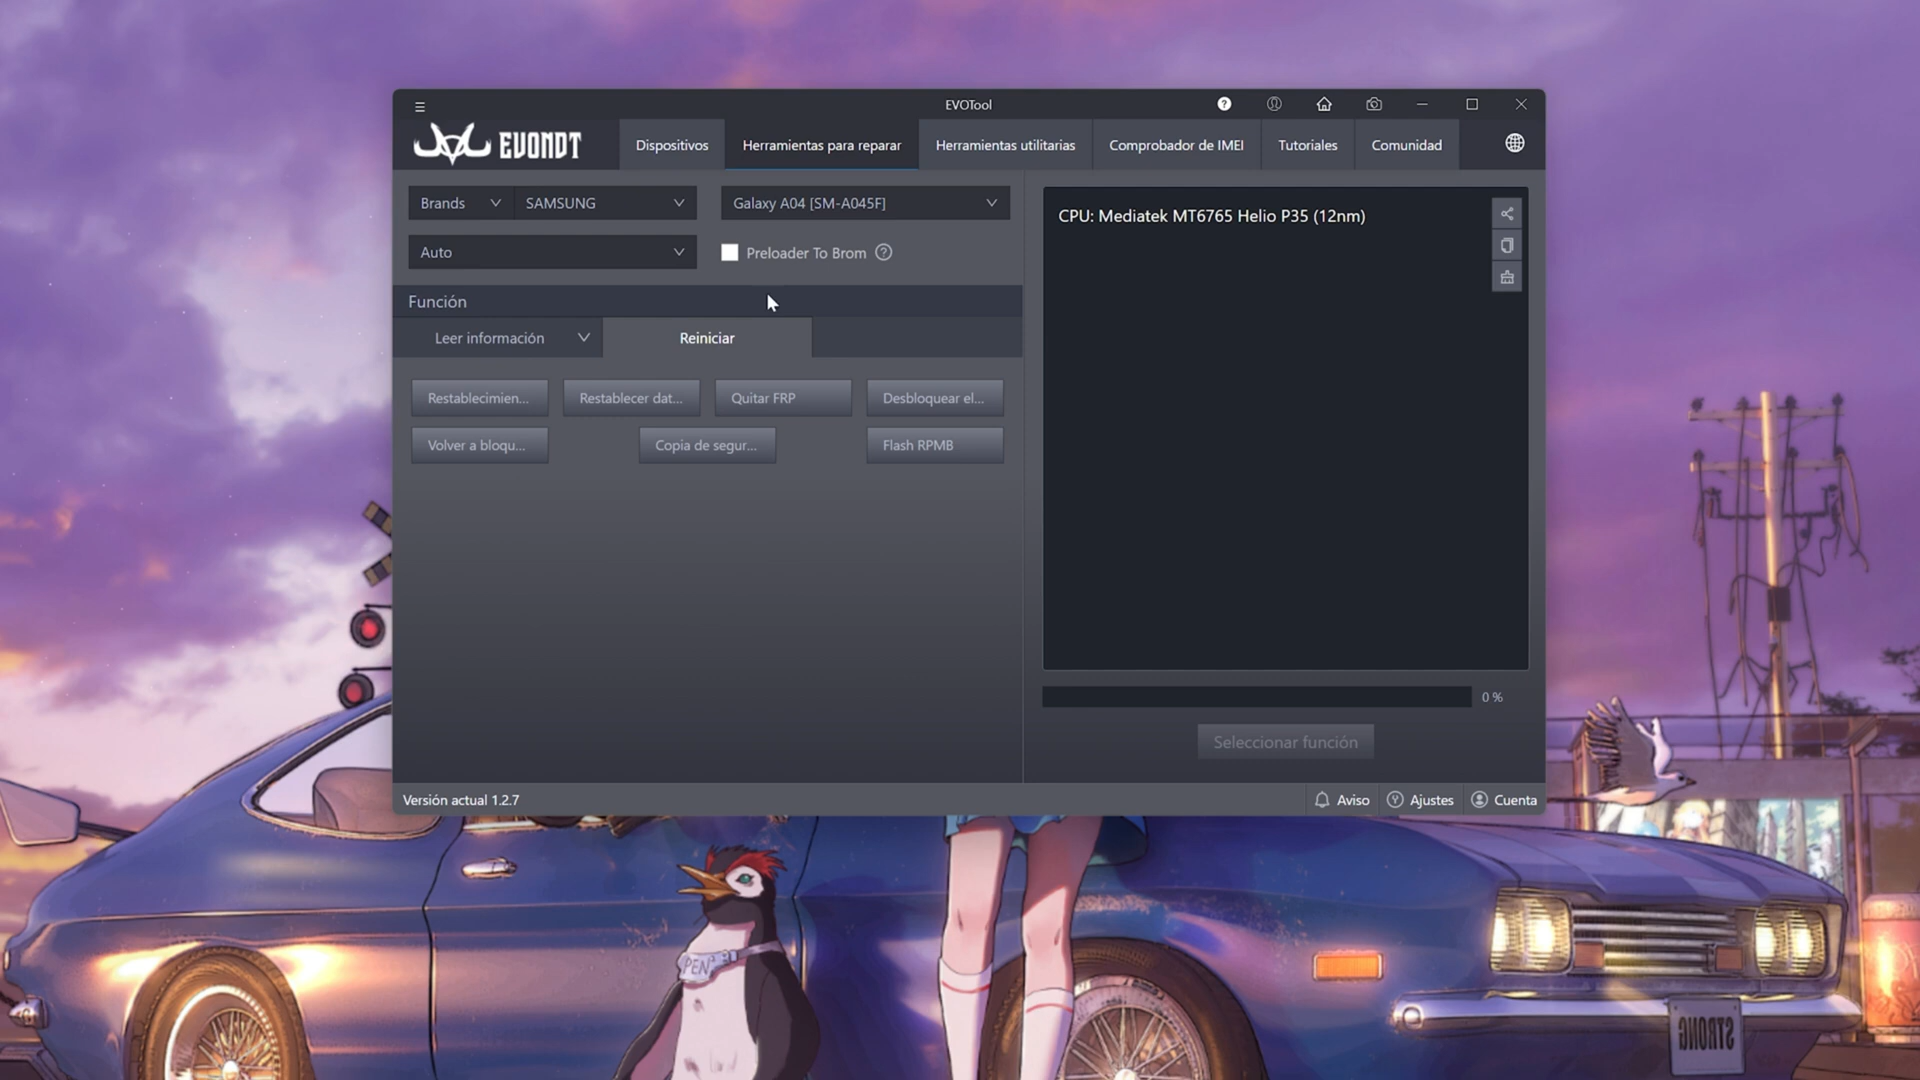 EVOTool
EVONDT
Dispositivos
Herramientas para reparar
Herramientas utilitarias
Comprobador de IMEI
Tutoriales
Comunidad
Brands
SAMSUNG
Galaxy A04 [SM-A045F]
Auto
Preloader To Brom
Función
Leer información
Reiniciar
Restablecimien...
Restablecer dat...
Quitar FRP
Desbloquear el...
Volver a bloqu...
Copia de segur...
Flash RPMB
CPU: Mediatek MT6765 Helio P35 (12nm)
0 %
Seleccionar función
Versión actual 1.2.7
Aviso
Ajustes
Cuenta
PEN
STRONG